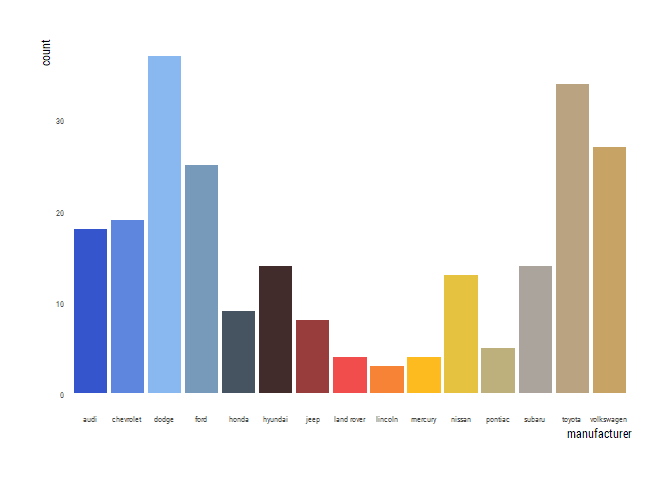 count
30
20
10
0
audi chevrolet dodge ford honda hyundai jeep land rover lincoln mercury nissan pontiac subaru toyota volkswagen
manufacturer